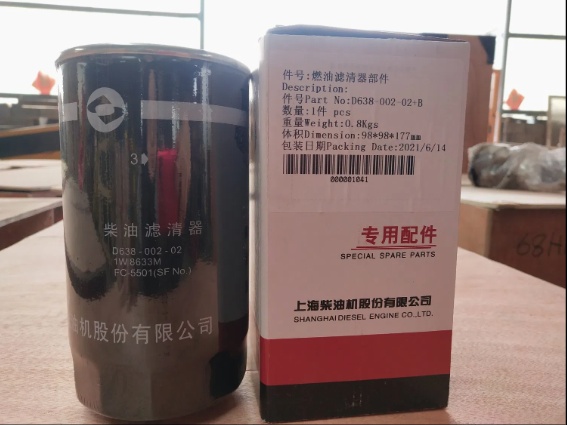 3
柴油滤清器
D638-002-02
1W8633M
FC-5501(SF No.)
油机股份有限公司
件号:燃油滤清器部件
Description:
件号Part No:D638-002-02+B
数量:1件 pcs
重量Weight:0.8Kgs
体积Dimension:98*98*177mm
包装日期Packing Date:2021/6/14
000001041
专用配件
SPECIAL SPARE PARTS
上海柴油机股份有限公司
SHANGHAI DIESEL ENGINE CO.,LTD.
68H